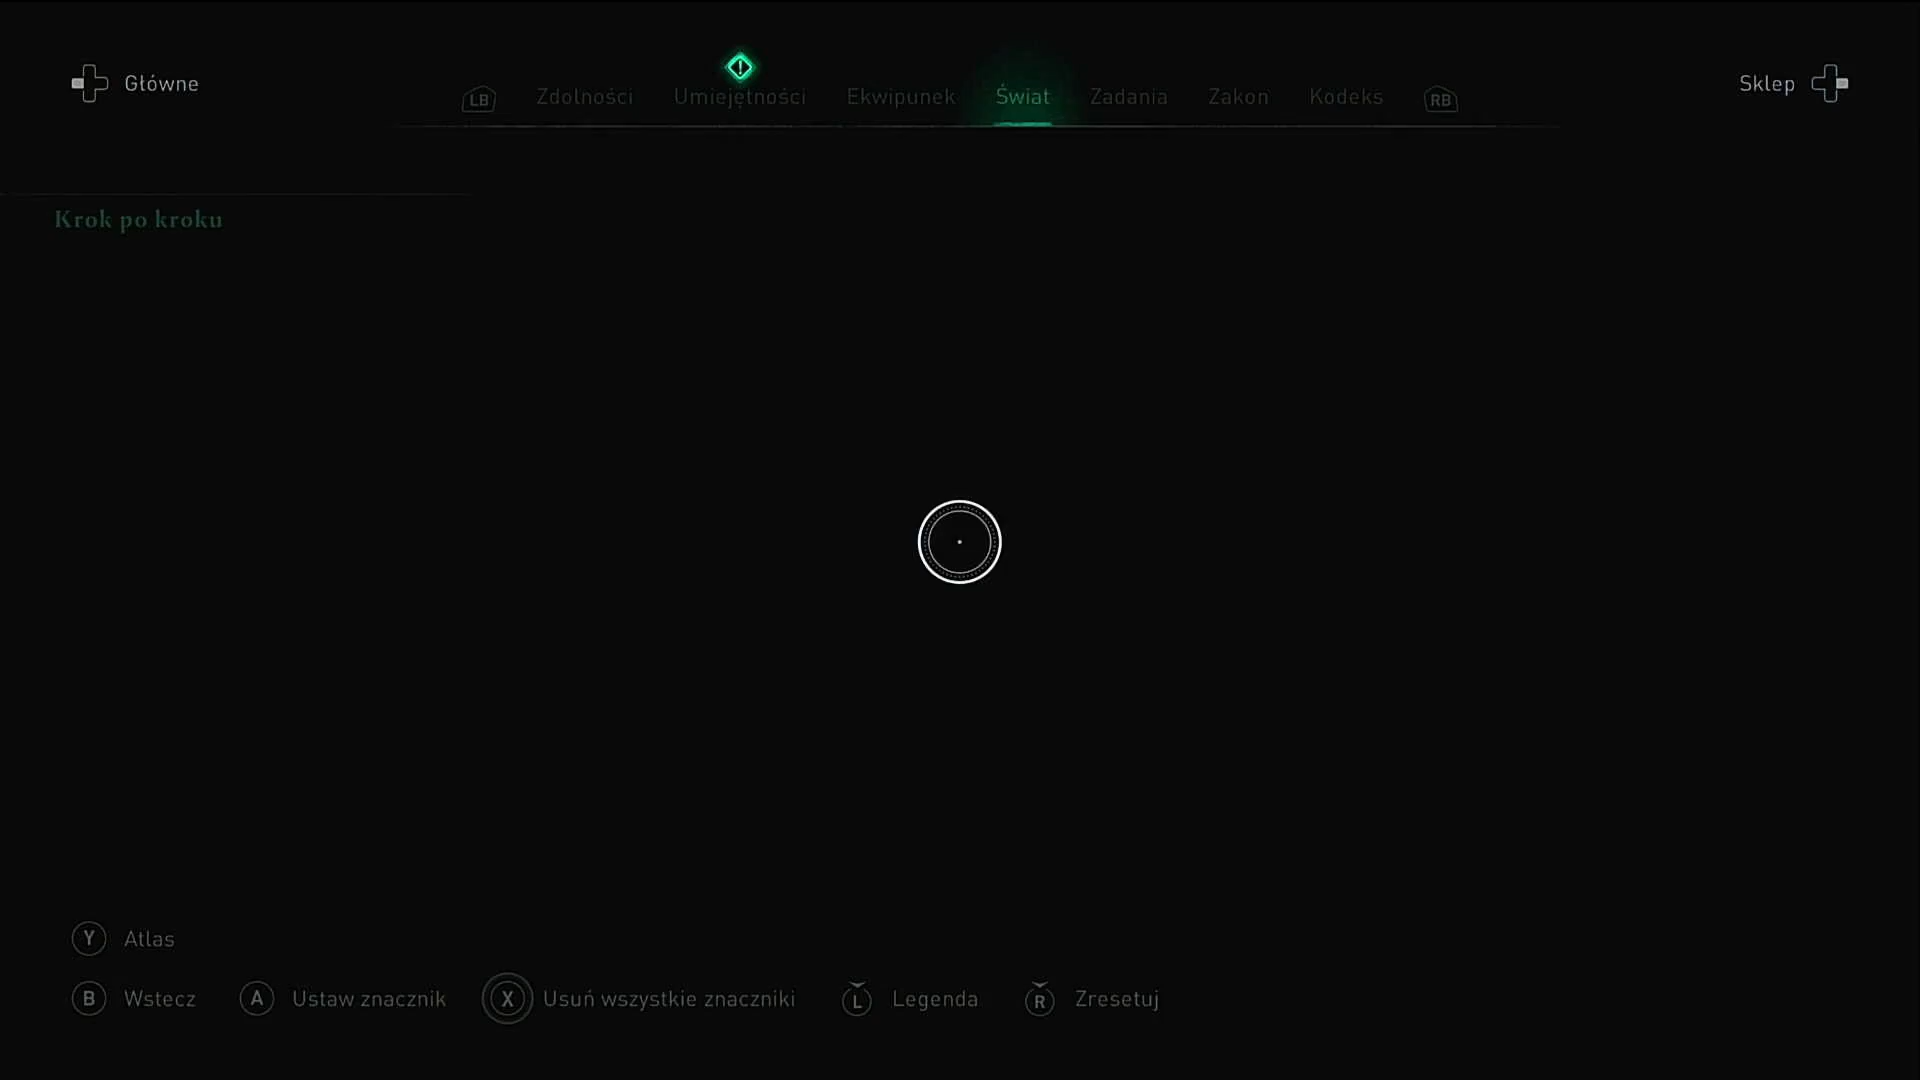 Główne
LB Zdolności Umiejętności Ekwipunek Świat Zadania Zakon Kodeks RB
Sklep
Krok po kroku
Y Atlas
B Wstecz A Ustaw znacznik X Usuń wszystkie znaczniki L Legenda R Zresetuj